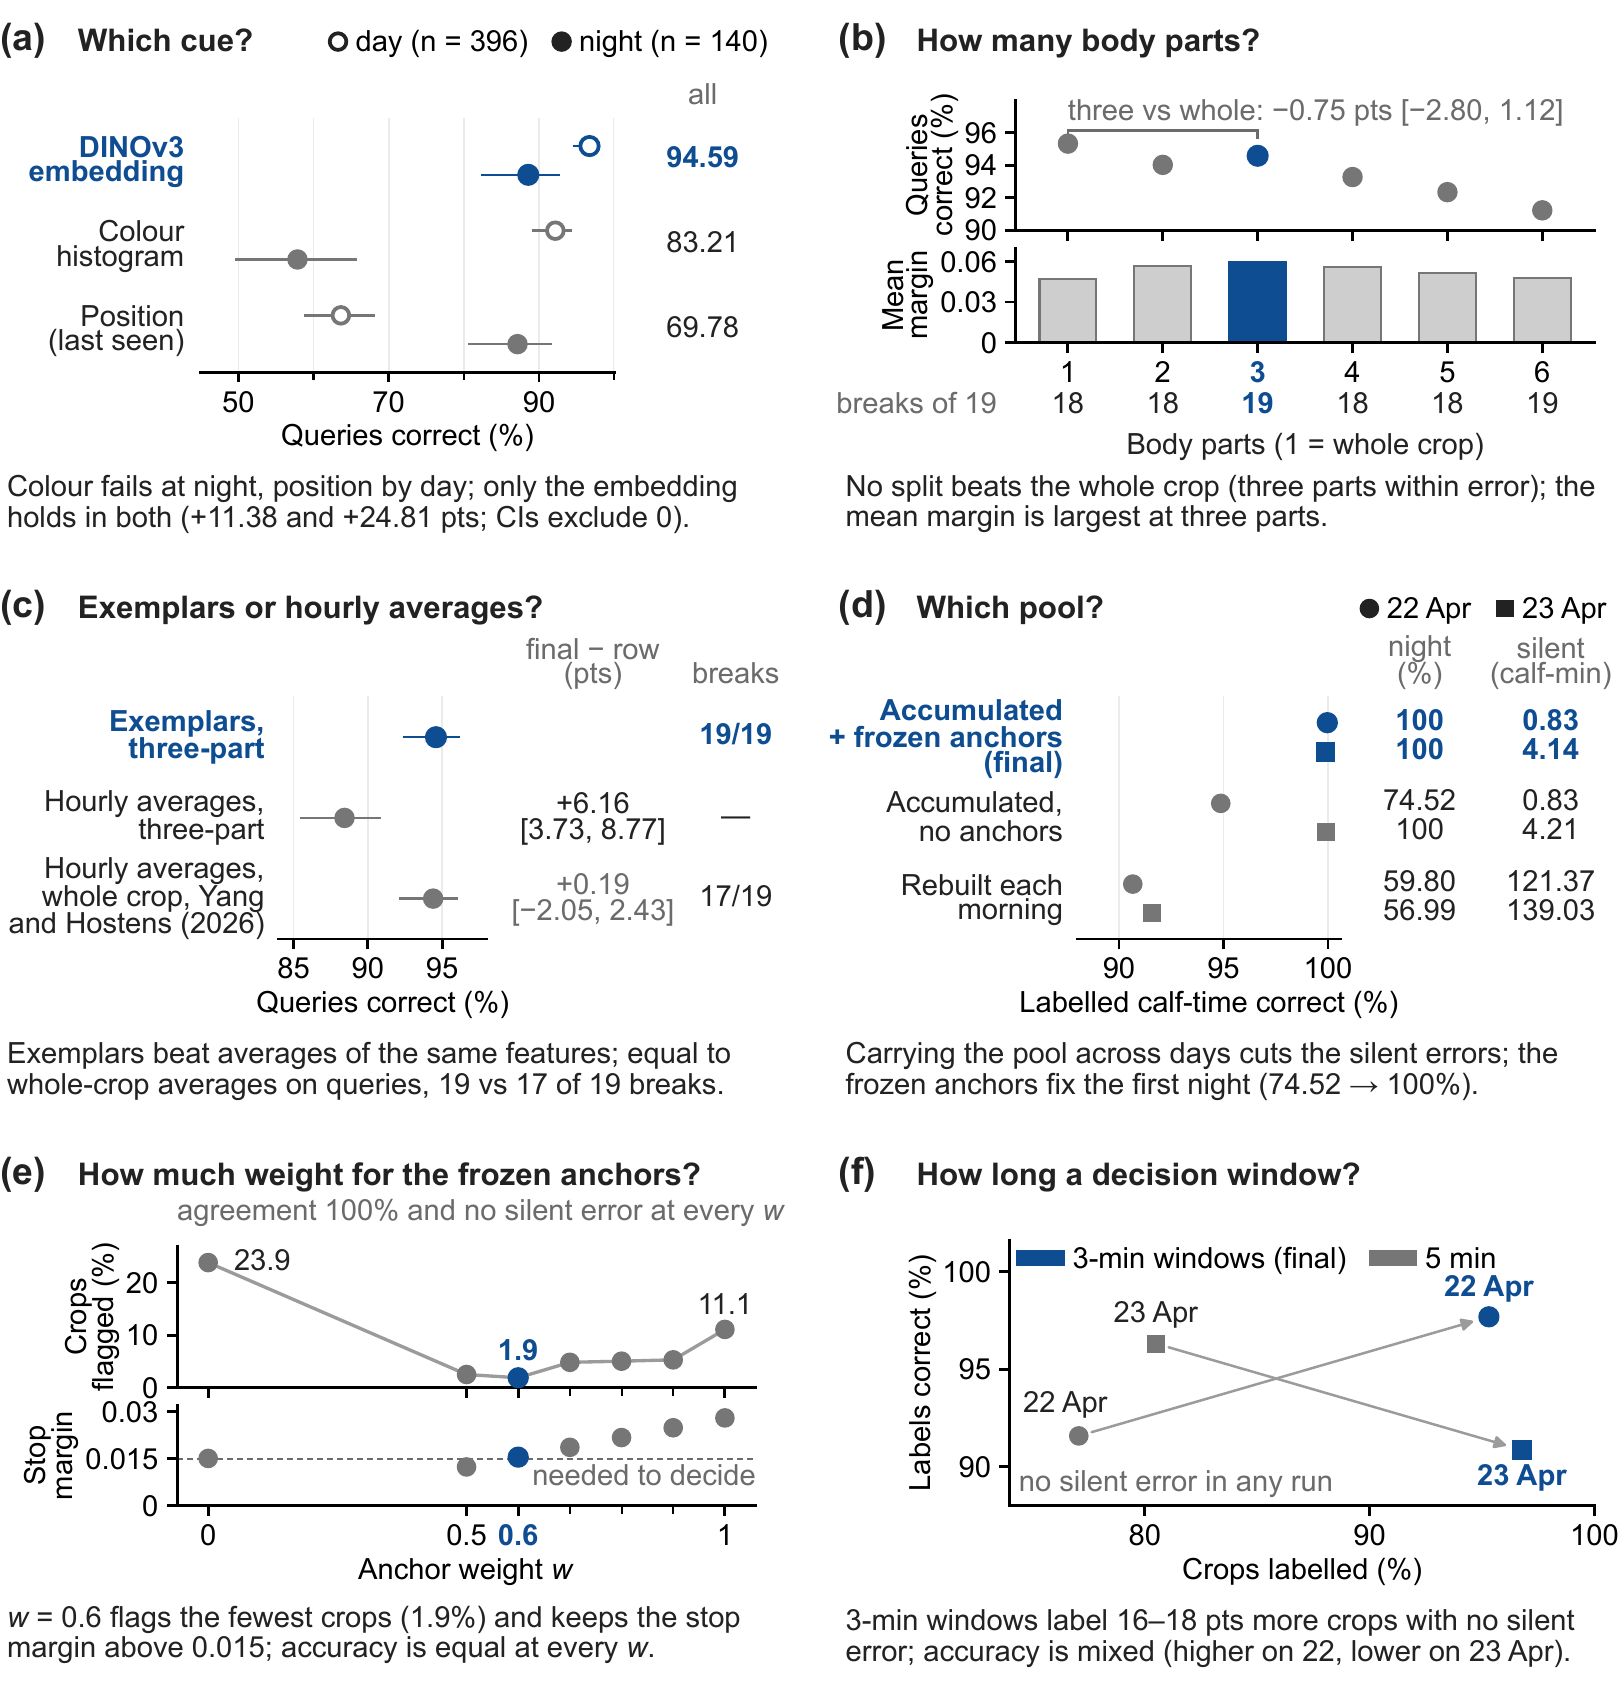 (a) Which cue? day (n = 396) night (n = 140)
all
DINOv3
embedding
94.59
Colour
histogram
83.21
Position
(last seen)
69.78
50 70 90
Queries correct (%)
Colour fails at night, position by day; only the embedding
holds in both (+11.38 and +24.81 pts; CIs exclude 0).
(b) How many body parts?
three vs whole: −0.75 pts [−2.80, 1.12]
Queries
correct (%)
96
94
92
90
Mean
margin
0.06
0.03
0
1 2 3 4 5 6
breaks of 19 18 18 19 18 18 19
Body parts (1 = whole crop)
No split beats the whole crop (three parts within error); the
mean margin is largest at three parts.
(c) Exemplars or hourly averages?
final − row
(pts)
breaks
Exemplars,
three-part
19/19
Hourly averages,
three-part
+6.16
[3.73, 8.77]
—
Hourly averages,
whole crop, Yang
and Hostens (2026)
+0.19
[−2.05, 2.43]
17/19
85 90 95
Queries correct (%)
Exemplars beat averages of the same features; equal to
whole-crop averages on queries, 19 vs 17 of 19 breaks.
(d) Which pool? 22 Apr 23 Apr
night
(%)
silent
(calf-min)
Accumulated
+ frozen anchors
(final)
100 0.83
100 4.14
Accumulated,
no anchors
74.52 0.83
100 4.21
Rebuilt each
morning
59.80 121.37
56.99 139.03
90 95 100
Labelled calf-time correct (%)
Carrying the pool across days cuts the silent errors; the
frozen anchors fix the first night (74.52 → 100%).
(e) How much weight for the frozen anchors?
agreement 100% and no silent error at every w
Crops
flagged (%)
20
10
0
23.9
1.9
11.1
Stop
margin
0.03
0.015
0
needed to decide
0 0.5 0.6 1
Anchor weight w
w = 0.6 flags the fewest crops (1.9%) and keeps the stop
margin above 0.015; accuracy is equal at every w.
(f) How long a decision window?
3-min windows (final) 5 min
Labels correct (%)
100
95
90
22 Apr
23 Apr
22 Apr
23 Apr
no silent error in any run
80 90 100
Crops labelled (%)
3-min windows label 16–18 pts more crops with no silent
error; accuracy is mixed (higher on 22, lower on 23 Apr).